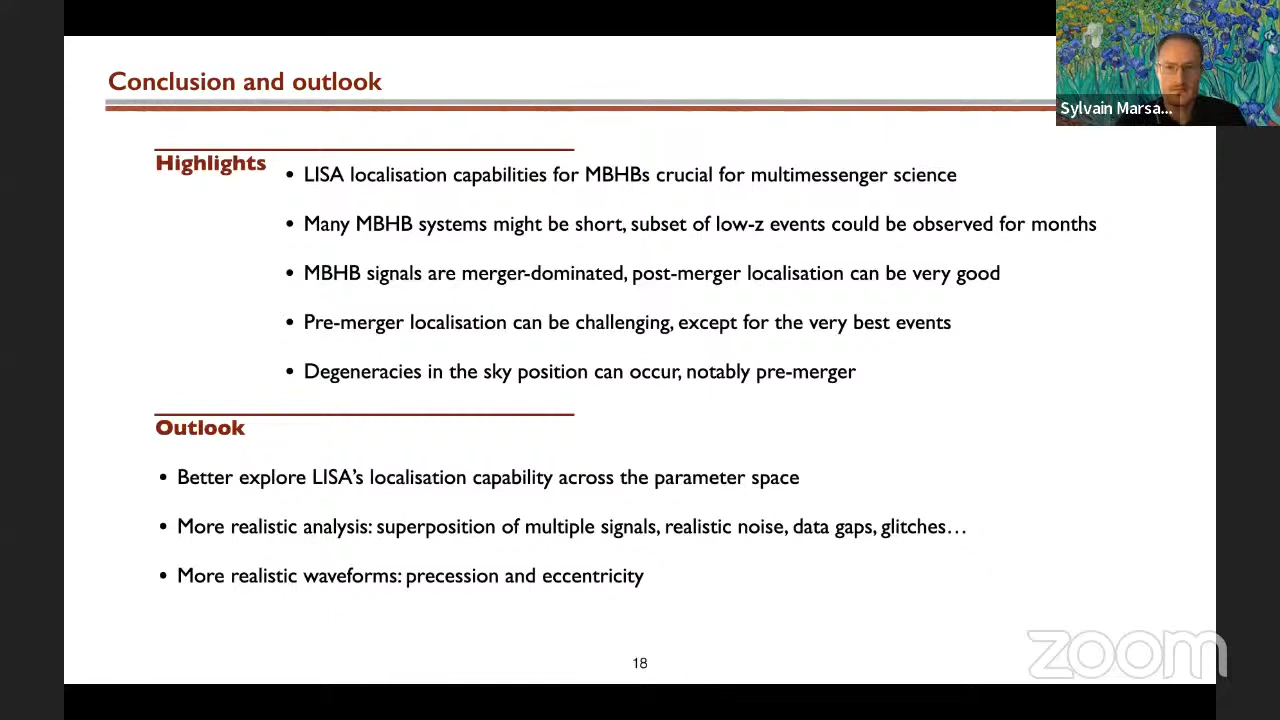 Conclusion and outlook
Sylvain Marsa...
Highlights
• LISA localisation capabilities for MBHBs crucial for multimessenger science
• Many MBHB systems might be short, subset of low-z events could be observed for months
• MBHB signals are merger-dominated, post-merger localisation can be very good
• Pre-merger localisation can be challenging, except for the very best events
• Degeneracies in the sky position can occur, notably pre-merger
Outlook
• Better explore LISA’s localisation capability across the parameter space
• More realistic analysis: superposition of multiple signals, realistic noise, data gaps, glitches…
• More realistic waveforms: precession and eccentricity
18
zoom